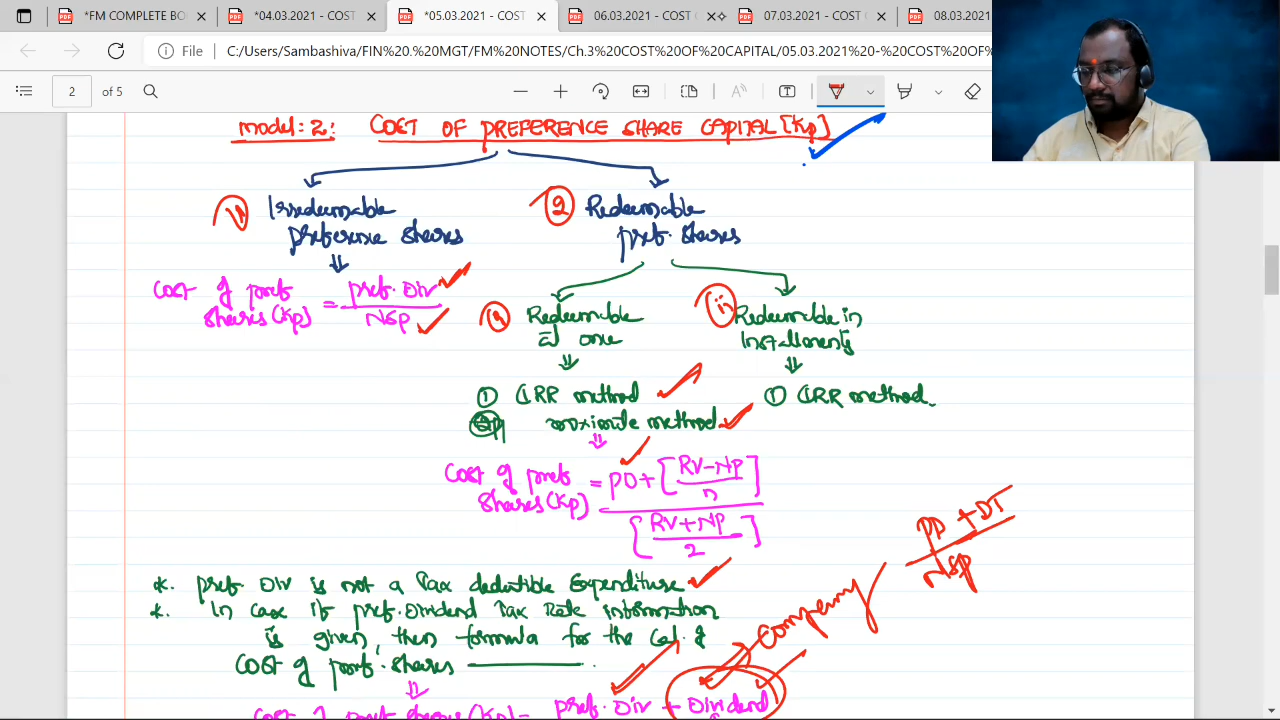 *FM COMPLETE BO
*04.03.2021 - COST
*05.03.2021 - COST
06.03.2021 - COST C
07.03.2021 - COST
08.03.2021
File
C:/Users/Sambashiva/FIN%20.%20MGT/FM%20NOTES/Ch.3%20COST%20OF%20CAPITAL/05.03.2021%20-%20COST%20OF%
2 of 5
model:2: COST OF PREFERENCE SHARE CAPITAL[Kp]
1) Irredeemable preference shares
2 Redeemable pref. shares
Cost of pref shares(Kp) = pref. Div / NSP
Redeemable at once
(ii) Redeemable in Installments
① IRR method
① IRR method.
② App roximate method
Cost of pref shares(Kp) = PD + [RV-NP / n] / [RV+NP / 2]
PD + DT / NSP
*. pref Div is not a Tax deductible Expenditure
*. In case if pref. Dividend Tax Rate information
is given, then formula for the cal. of
COST of pref. shares
Company
pref. Div + Dividend